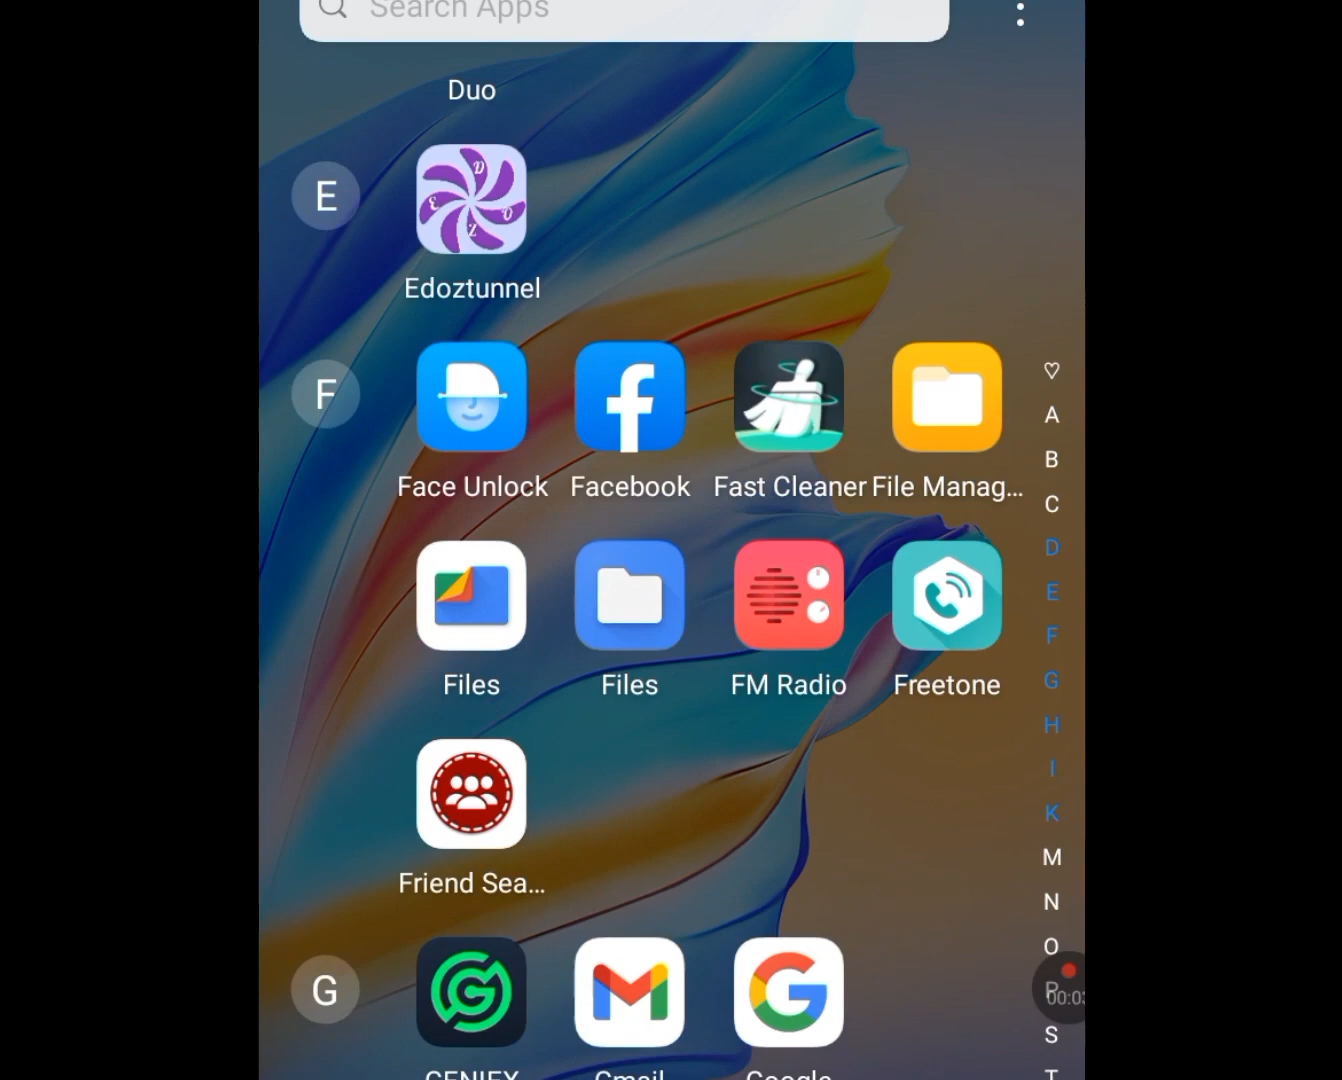 Search Apps
Duo
E
Edoztunnel
F
Face Unlock
Facebook
Fast Cleaner
File Manag...
Files
Files
FM Radio
Freetone
Friend Sea...
G
GENIEX
Gmail
Google
♡
A
B
C
D
E
F
G
H
I
K
M
N
O
P
00:03
S
T